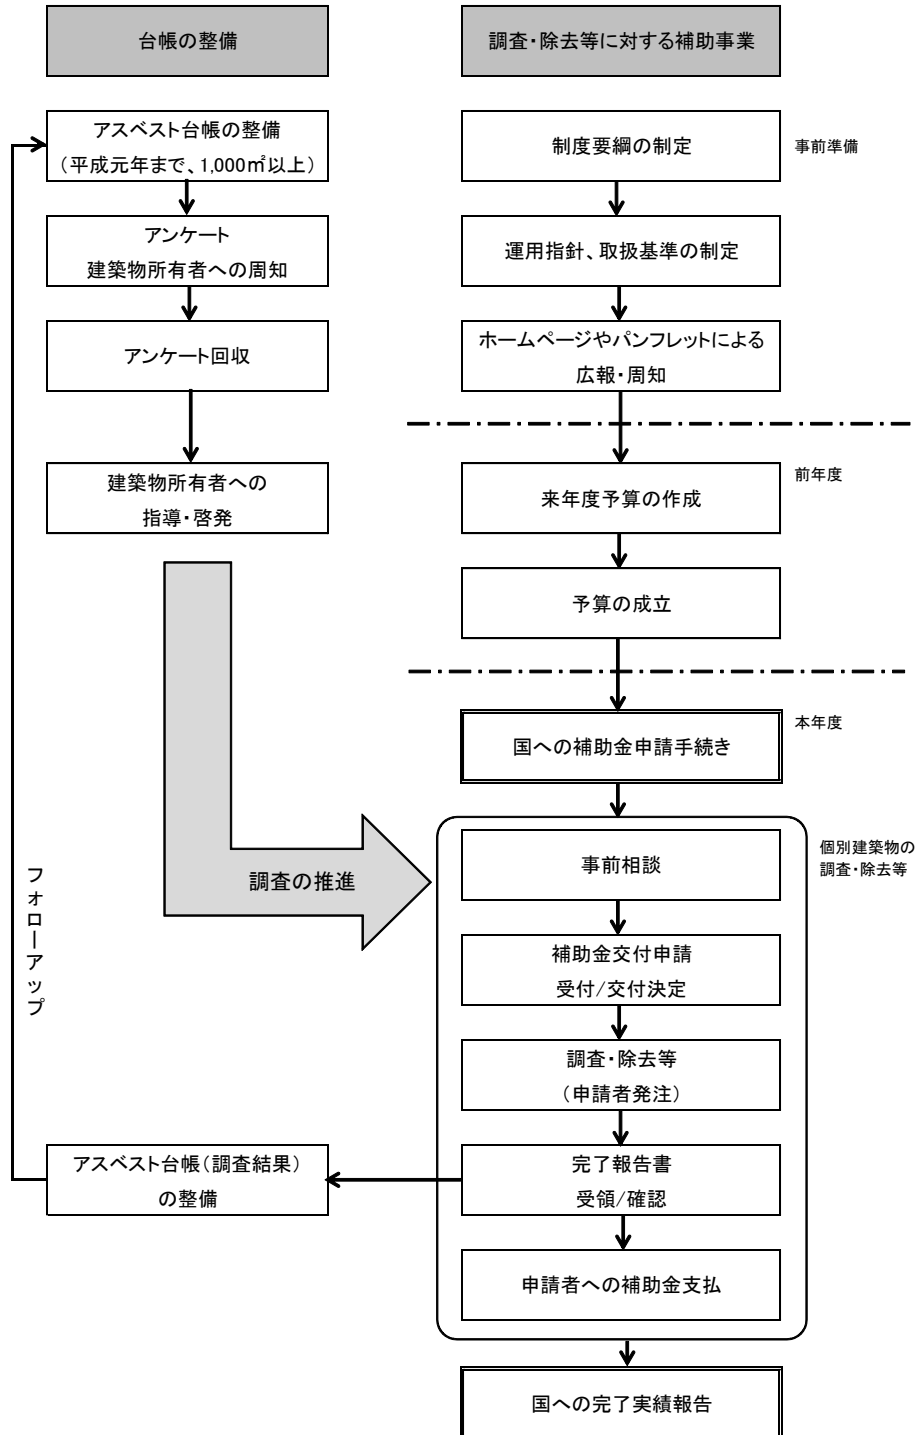 台帳の整備
調査・除去等に対する補助事業
アスベスト台帳の整備
（平成元年まで、1,000㎡以上）
制度要綱の制定
事前準備
アンケート
建築物所有者への周知
運用指針、取扱基準の制定
アンケート回収
ホームページやパンフレットによる
広報・周知
建築物所有者への
指導・啓発
来年度予算の作成
前年度
予算の成立
国への補助金申請手続き
本年度
調査の推進
フォローアップ
事前相談
個別建築物の
調査・除去等
補助金交付申請
受付/交付決定
調査・除去等
（申請者発注）
アスベスト台帳（調査結果）
の整備
完了報告書
受領/確認
申請者への補助金支払
国への完了実績報告